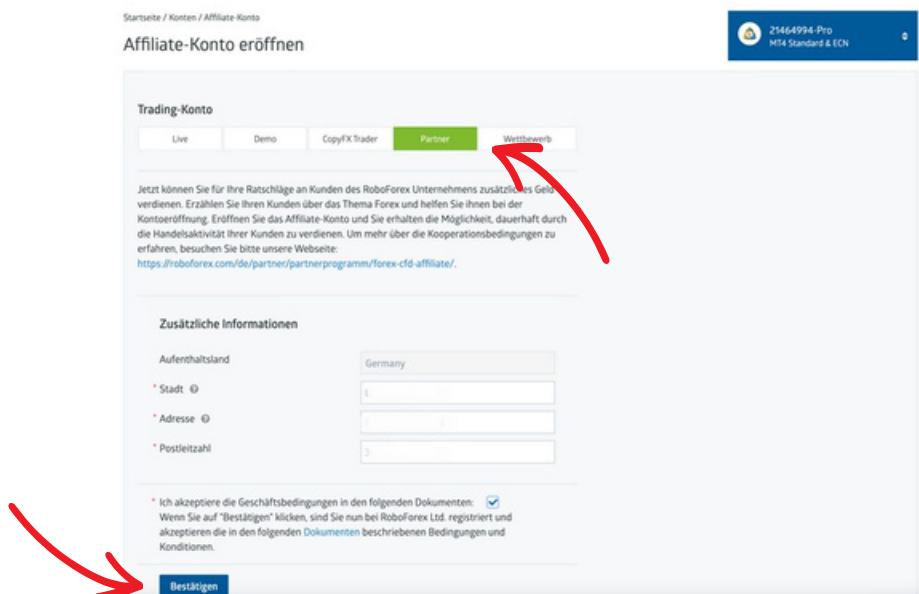 Startseite / Konten / Affiliate-Konto
Affiliate-Konto eröffnen
21464994-Pro
MT4 Standard & ECN
Trading-Konto
Live
Demo
CopyFX Trader
Partner
Wettbewerb
Jetzt können Sie für Ihre Ratschläge an Kunden des RoboForex Unternehmens zusätzliches Geld
verdienen. Erzählen Sie Ihren Kunden über das Thema Forex und helfen Sie ihnen bei der
Kontoeröffnung. Eröffnen Sie das Affiliate-Konto und Sie erhalten die Möglichkeit, dauerhaft durch
die Handelsaktivität Ihrer Kunden zu verdienen. Um mehr über die Kooperationsbedingungen zu
erfahren, besuchen Sie bitte unsere Webseite:
https://roboforex.com/de/partner/partnerprogramm/forex-cfd-affiliate/.
Zusätzliche Informationen
Aufenthaltsland
Germany
* Stadt
* Adresse
* Postleitzahl
* Ich akzeptiere die Geschäftsbedingungen in den folgenden Dokumenten:
Wenn Sie auf "Bestätigen" klicken, sind Sie nun bei RoboForex Ltd. registriert und
akzeptieren die in den folgenden Dokumenten beschriebenen Bedingungen und
Konditionen.
Bestätigen